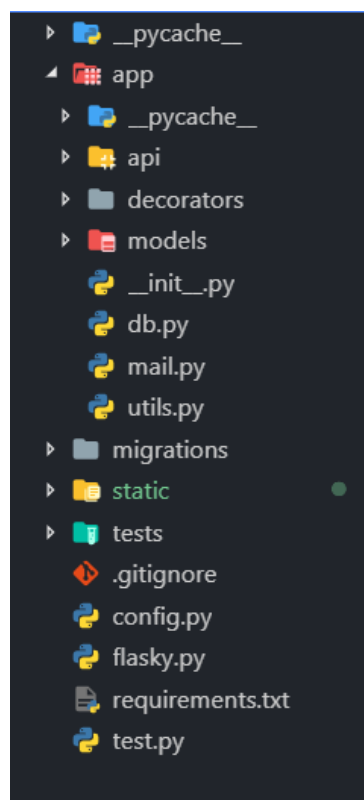 __pycache__
app
__pycache__
api
decorators
models
__init__.py
db.py
mail.py
utils.py
migrations
static
tests
.gitignore
config.py
flasky.py
requirements.txt
test.py